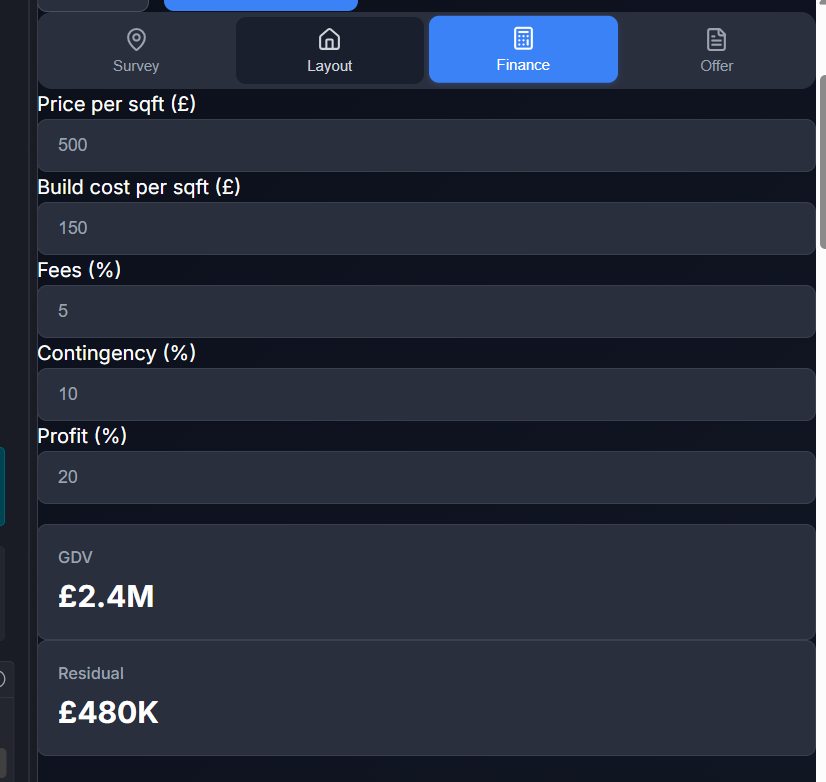 Survey
Layout
Finance
Offer
Price per sqft (£)
500
Build cost per sqft (£)
150
Fees (%)
5
Contingency (%)
10
Profit (%)
20
GDV
£2.4M
Residual
£480K